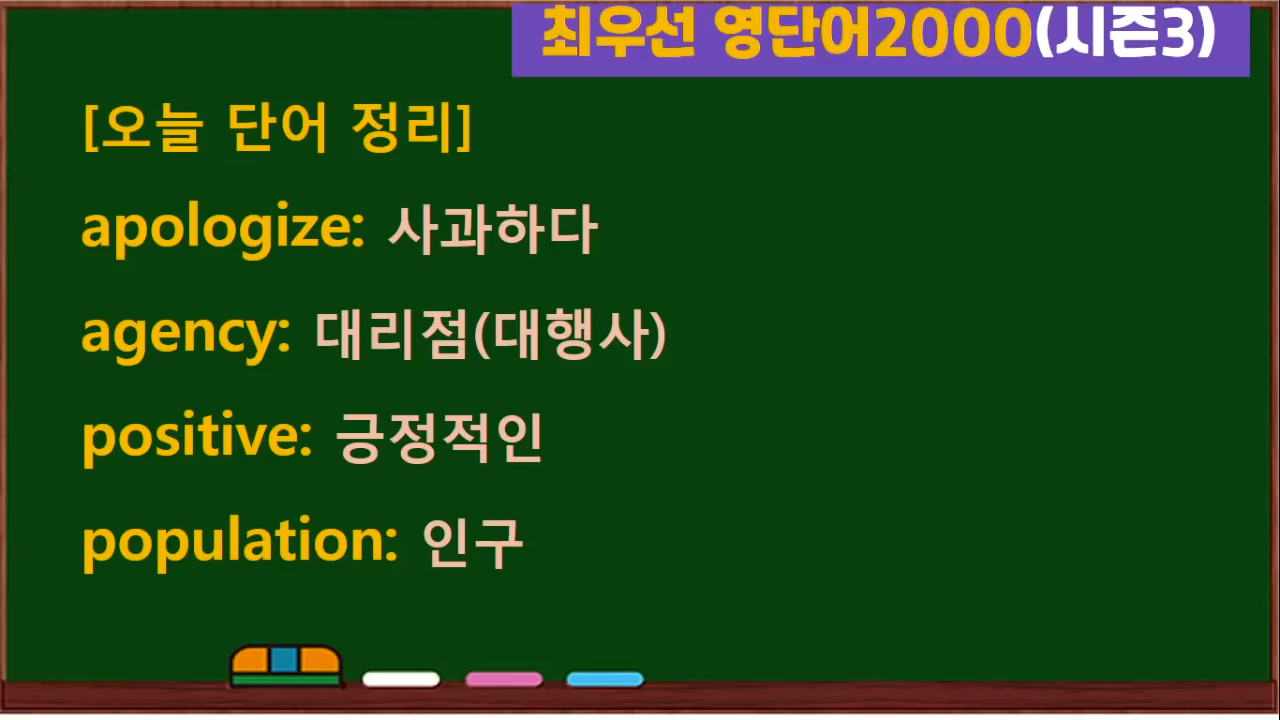 최우선 영단어2000(시즌3)
[오늘 단어 정리]
apologize: 사과하다
agency: 대리점(대행사)
positive: 긍정적인
population: 인구